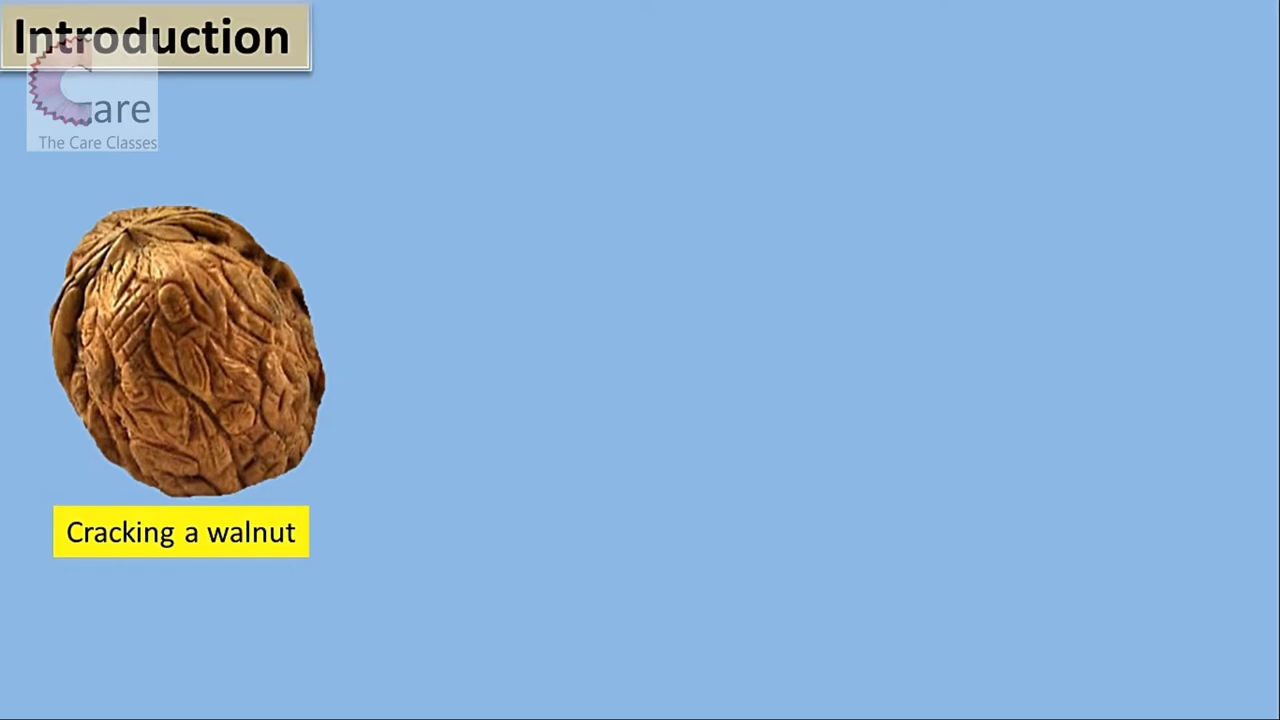 Introduction
Care
The Care Classes
Cracking a walnut